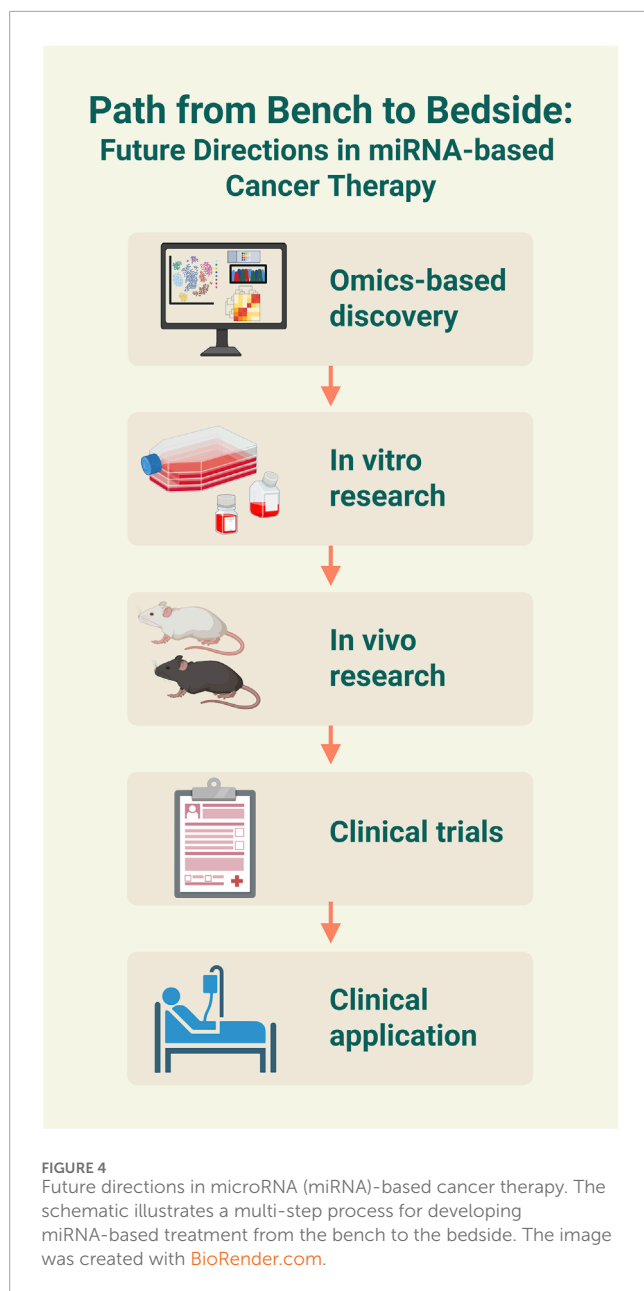 Path from Bench to Bedside:
Future Directions in miRNA-based
Cancer Therapy
Omics-based
discovery
In vitro
research
In vivo
research
Clinical trials
Clinical
application
FIGURE 4
Future directions in microRNA (miRNA)-based cancer therapy. The
schematic illustrates a multi-step process for developing
miRNA-based treatment from the bench to the bedside. The image
was created with BioRender.com.